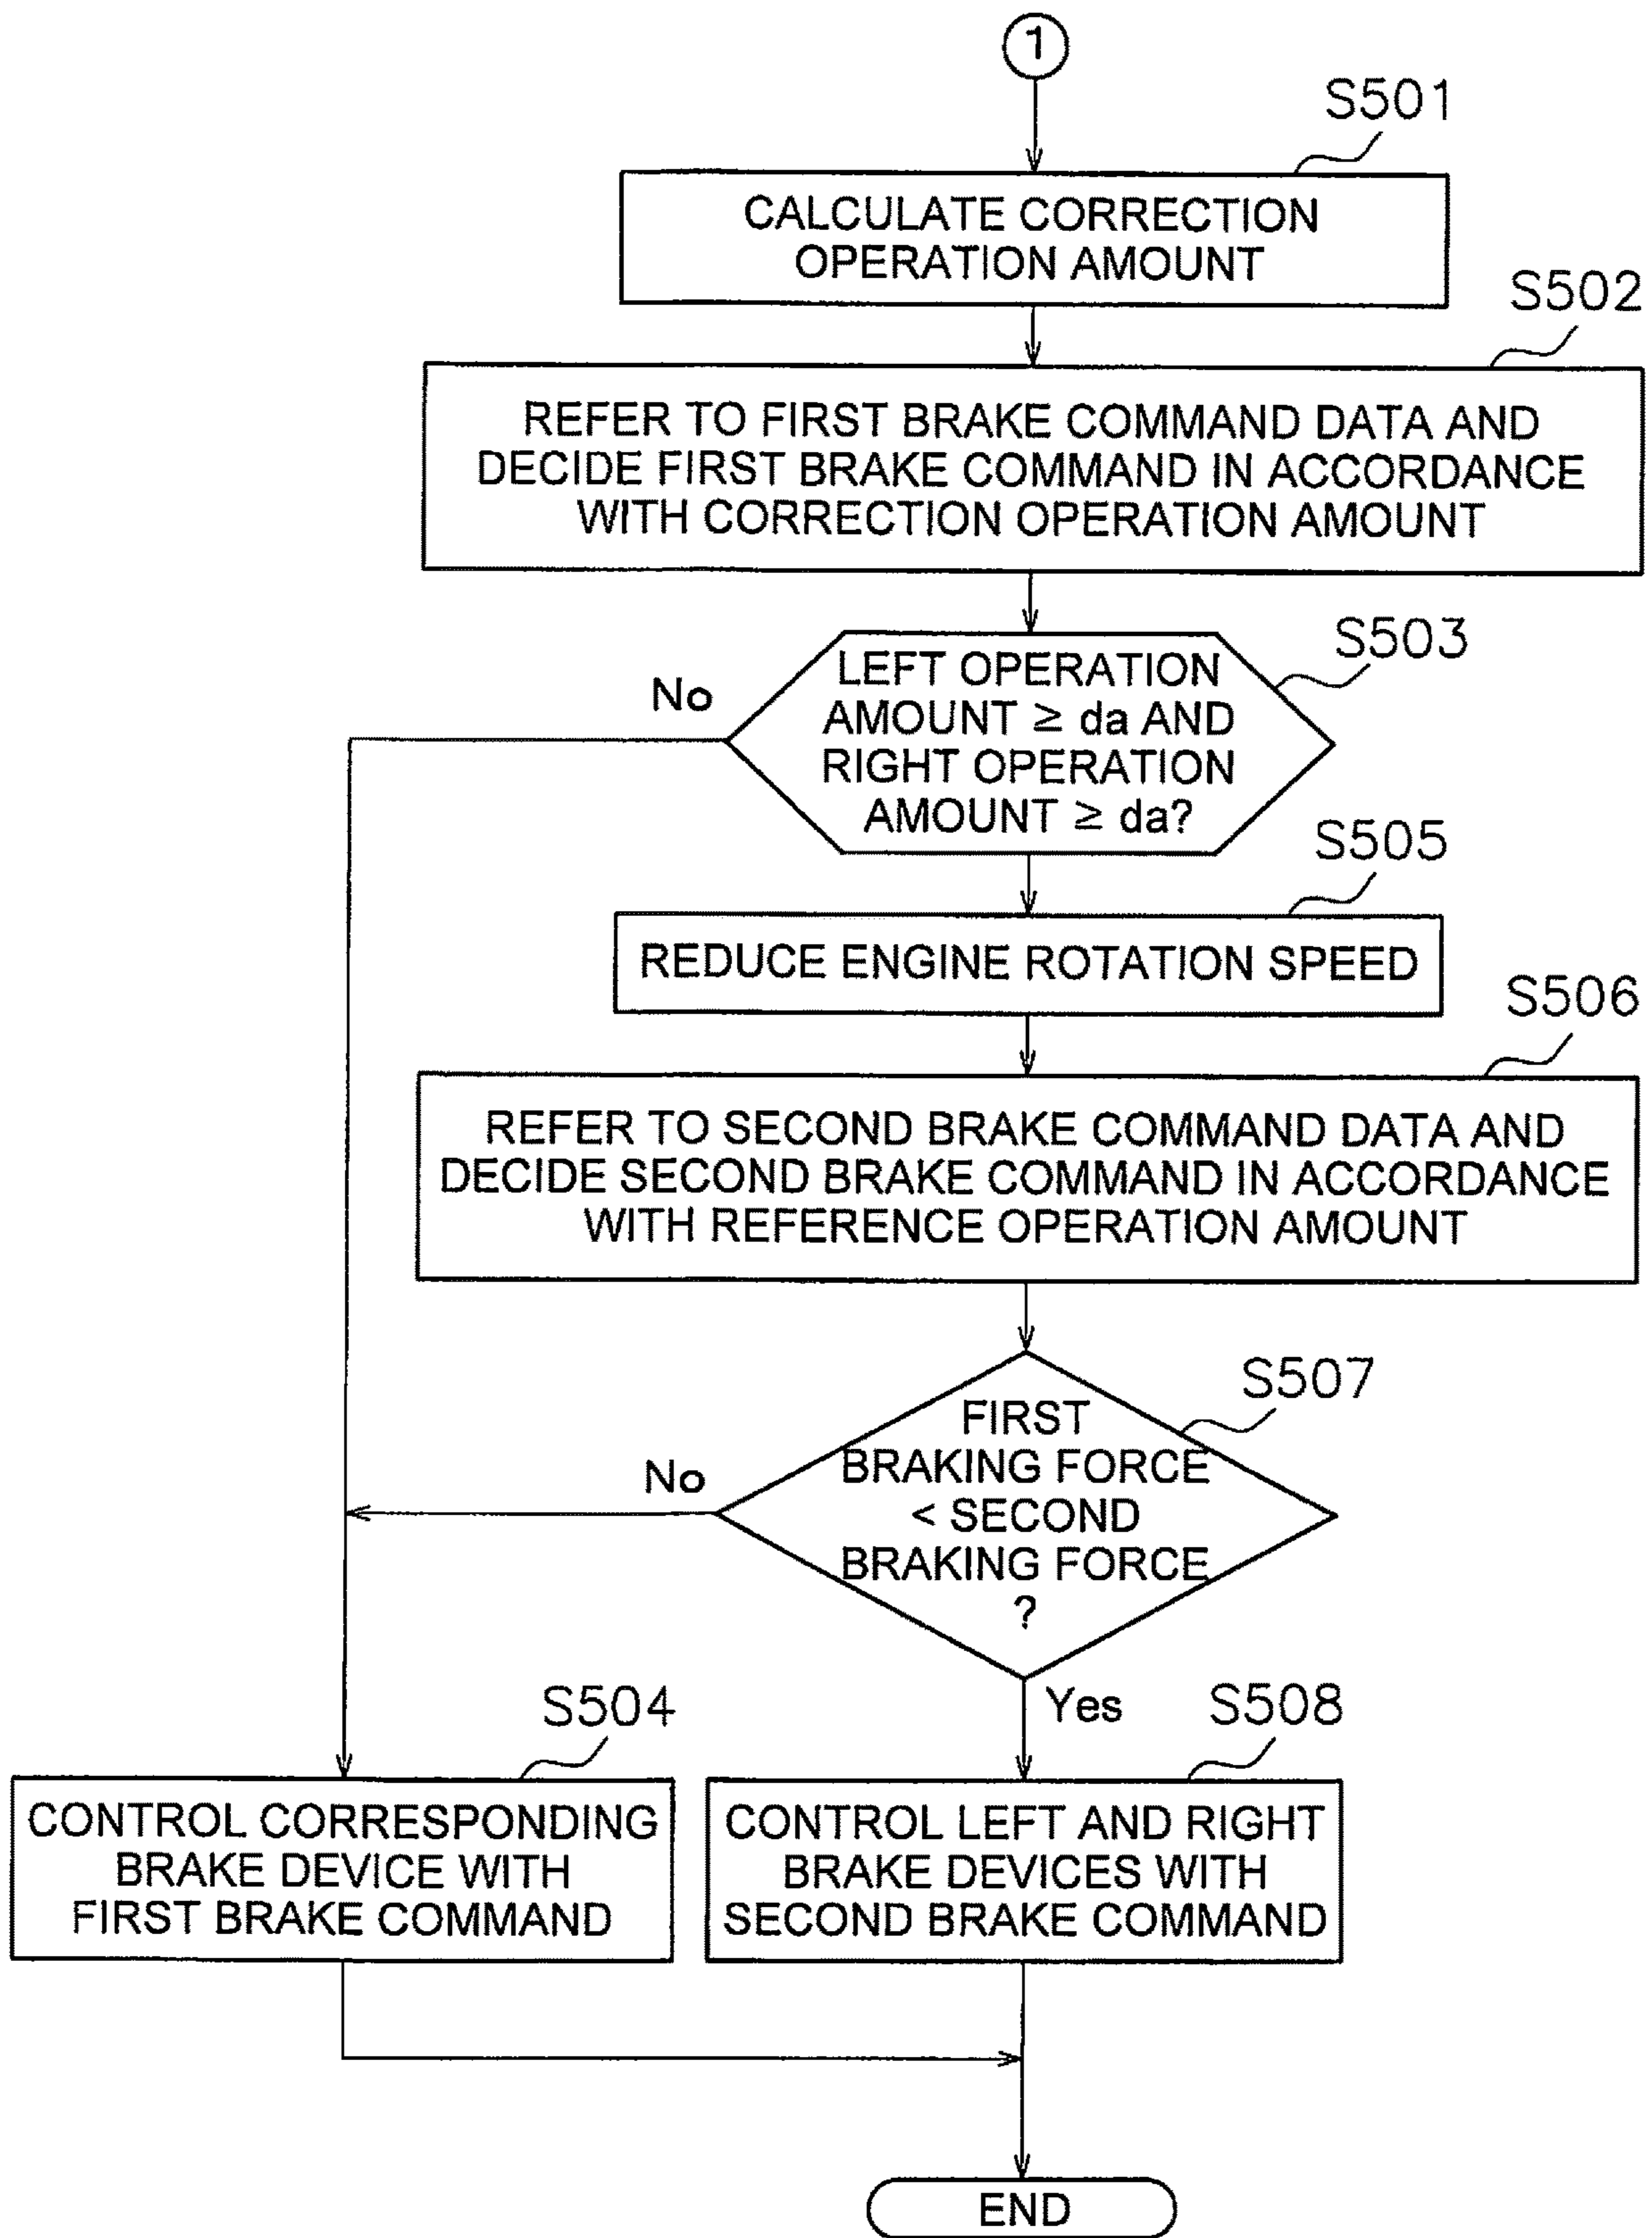 1
S501
CALCULATE CORRECTION
OPERATION AMOUNT
S502
REFER TO FIRST BRAKE COMMAND DATA AND
DECIDE FIRST BRAKE COMMAND IN ACCORDANCE
WITH CORRECTION OPERATION AMOUNT
S503
No
LEFT OPERATION
AMOUNT ≧ da AND
RIGHT OPERATION
AMOUNT ≧ da?
S505
REDUCE ENGINE ROTATION SPEED
S506
REFER TO SECOND BRAKE COMMAND DATA AND
DECIDE SECOND BRAKE COMMAND IN ACCORDANCE
WITH REFERENCE OPERATION AMOUNT
S507
No
FIRST
BRAKING FORCE
< SECOND
BRAKING FORCE
?
Yes
S504
CONTROL CORRESPONDING
BRAKE DEVICE WITH
FIRST BRAKE COMMAND
S508
CONTROL LEFT AND RIGHT
BRAKE DEVICES WITH
SECOND BRAKE COMMAND
END